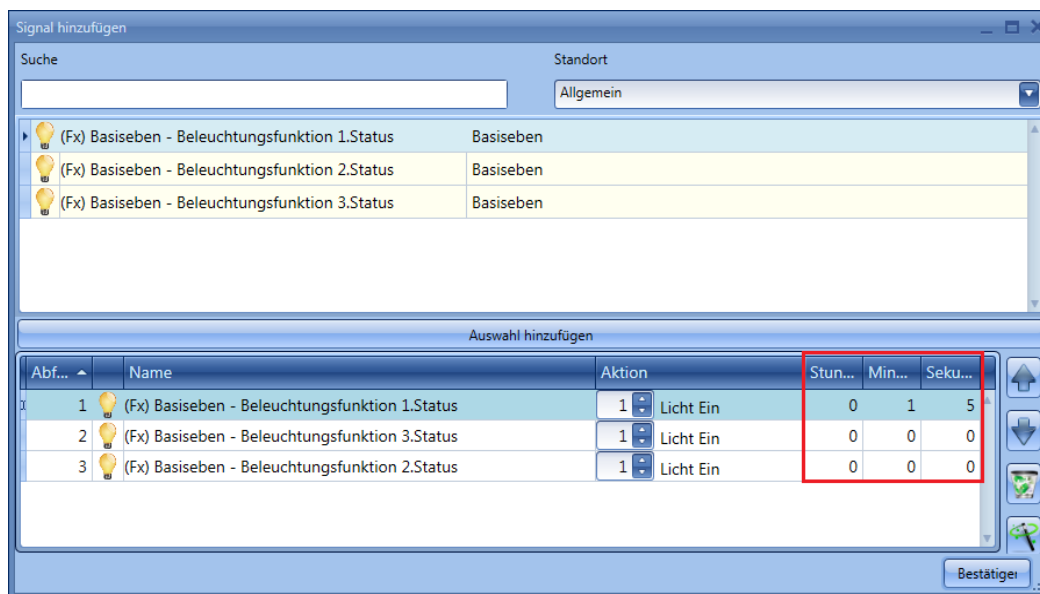 Signal hinzufügen
Suche
Standort
Allgemein
(Fx) Basiseben - Beleuchtungsfunktion 1.Status Basiseben
(Fx) Basiseben - Beleuchtungsfunktion 2.Status Basiseben
(Fx) Basiseben - Beleuchtungsfunktion 3.Status Basiseben
Auswahl hinzufügen
Abf... Name Aktion Stun... Min... Seku...
1 (Fx) Basiseben - Beleuchtungsfunktion 1.Status 1 Licht Ein 0 1 5
2 (Fx) Basiseben - Beleuchtungsfunktion 3.Status 1 Licht Ein 0 0 0
3 (Fx) Basiseben - Beleuchtungsfunktion 2.Status 1 Licht Ein 0 0 0
Bestätiger